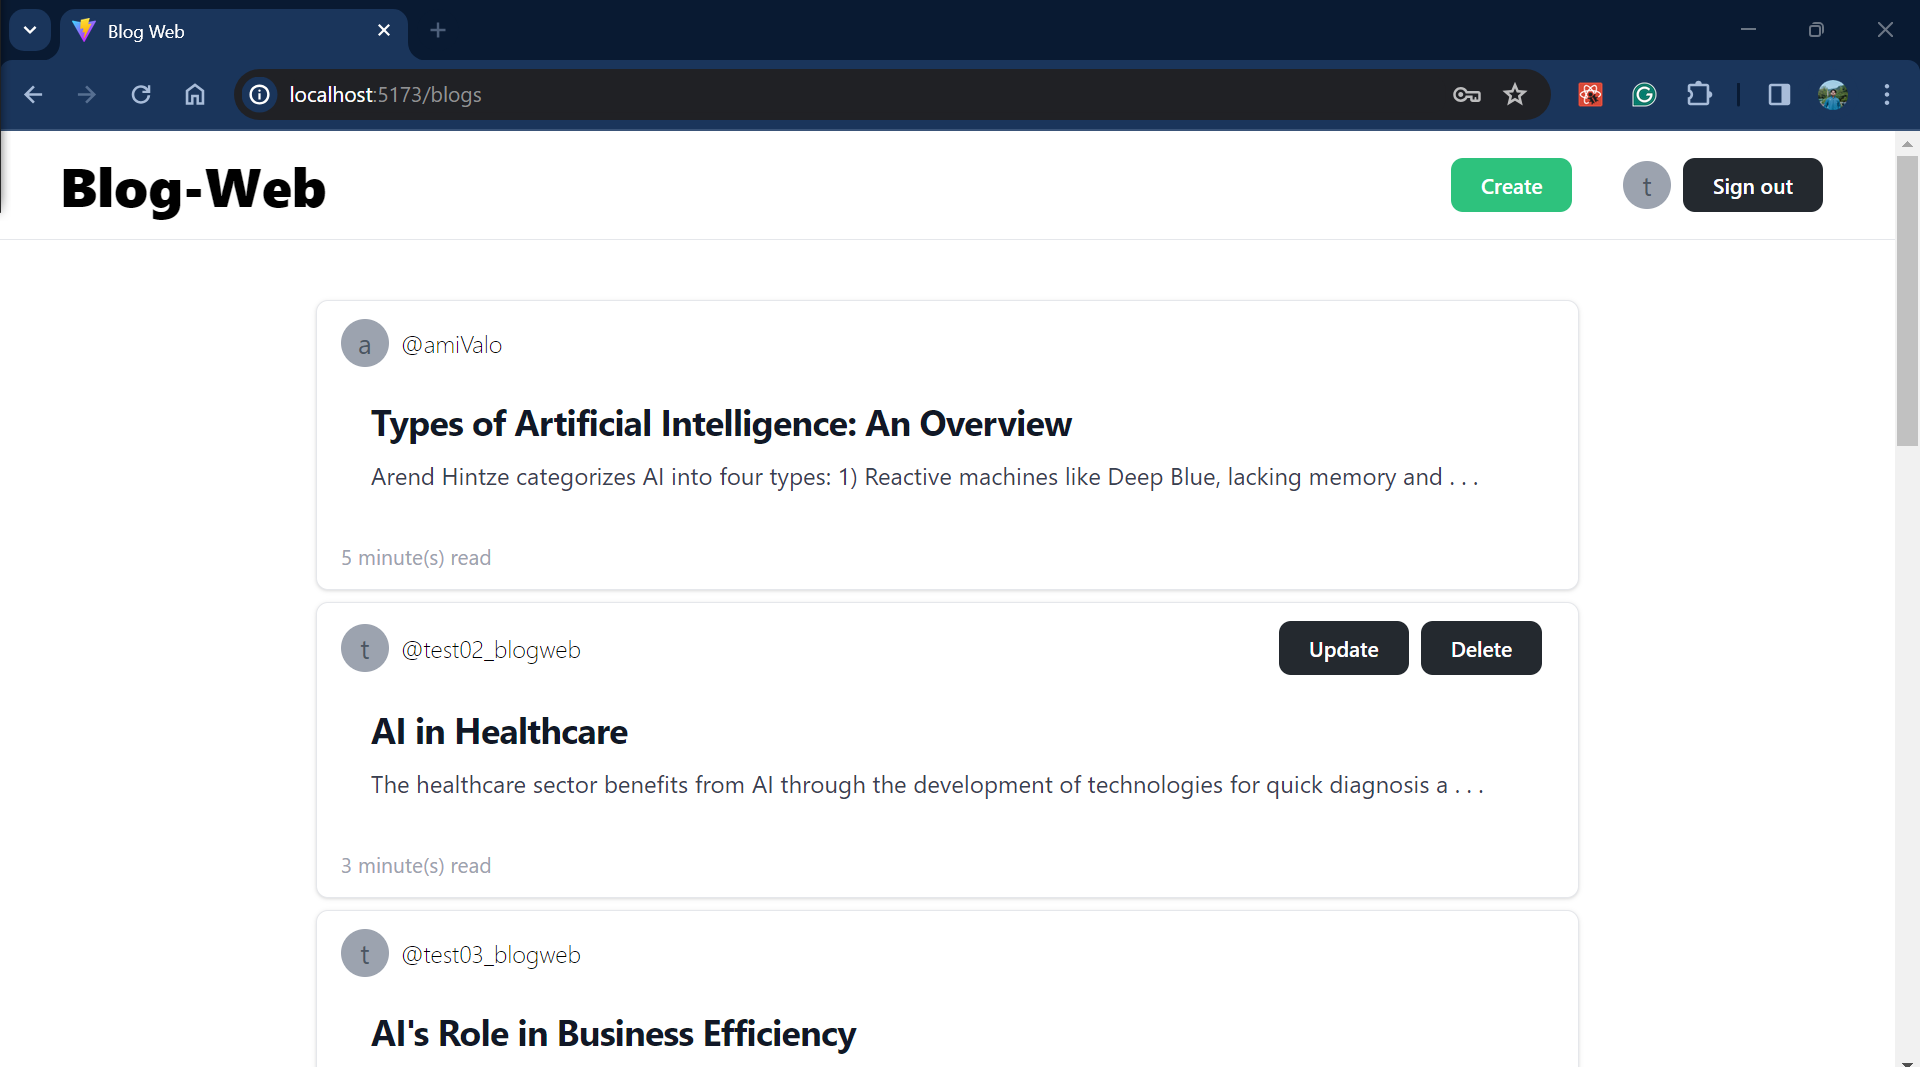 Blog Web
localhost:5173/blogs
Blog-Web
Create
t
Sign out
a
@amiValo
Types of Artificial Intelligence: An Overview
Arend Hintze categorizes AI into four types: 1) Reactive machines like Deep Blue, lacking memory and . . .
5 minute(s) read
t
@test02_blogweb
Update
Delete
AI in Healthcare
The healthcare sector benefits from AI through the development of technologies for quick diagnosis a . . .
3 minute(s) read
t
@test03_blogweb
AI's Role in Business Efficiency